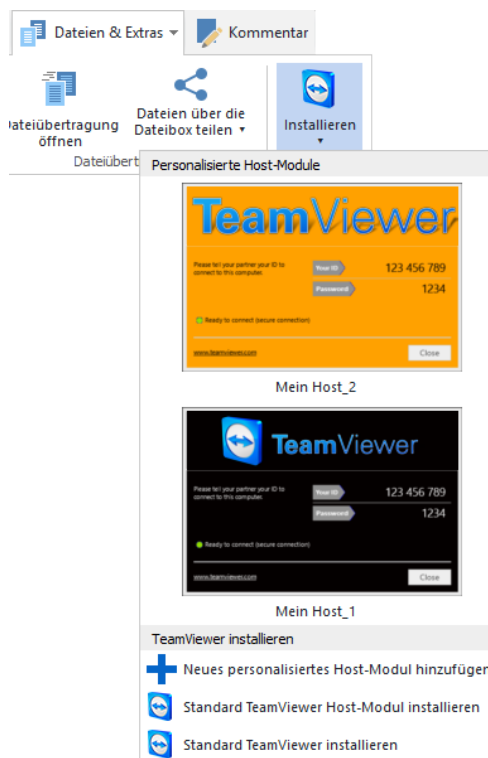 Dateien & Extras
Kommentar
Dateiübertragung öffnen
Dateien über die Dateibox teilen
Installieren
Dateiübert
Personalisierte Host-Module
TeamViewer
Please tell your partner your ID to
connect to this computer.
Your ID
123 456 789
Password
1234
Ready to connect (secure connection)
www.teamviewer.com
Close
Mein Host_2
TeamViewer
Please tell your partner your ID to
connect to this computer.
Your ID
123 456 789
Password
1234
Ready to connect (secure connection)
www.teamviewer.com
Close
Mein Host_1
TeamViewer installieren
Neues personalisiertes Host-Modul hinzufügen
Standard TeamViewer Host-Modul installieren
Standard TeamViewer installieren